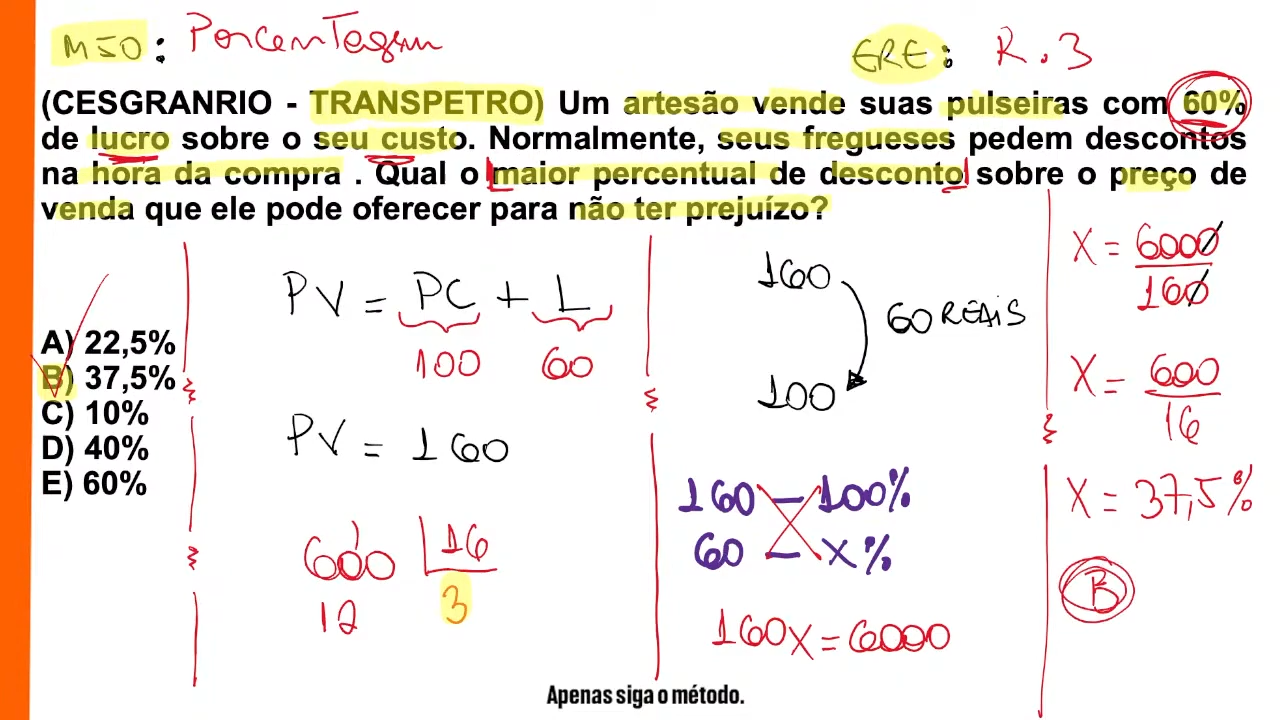 M50: Porcentagem
ERE: R.3
(CESGRANRIO - TRANSPETRO) Um artesão vende suas pulseiras com 60%
de lucro sobre o seu custo. Normalmente, seus fregueses pedem descontos
na hora da compra . Qual o maior percentual de desconto sobre o preço de
venda que ele pode oferecer para não ter prejuízo?
A) 22,5%
B) 37,5%
C) 10%
D) 40%
E) 60%
PV = PC + L
100 60
PV = 160
600 16
12 3
160
60 REAIS
100
160 — 100%
60 — X%
160X = 6000
X = 6000
160
X = 600
16
X = 37,5%
B
Apenas siga o método.